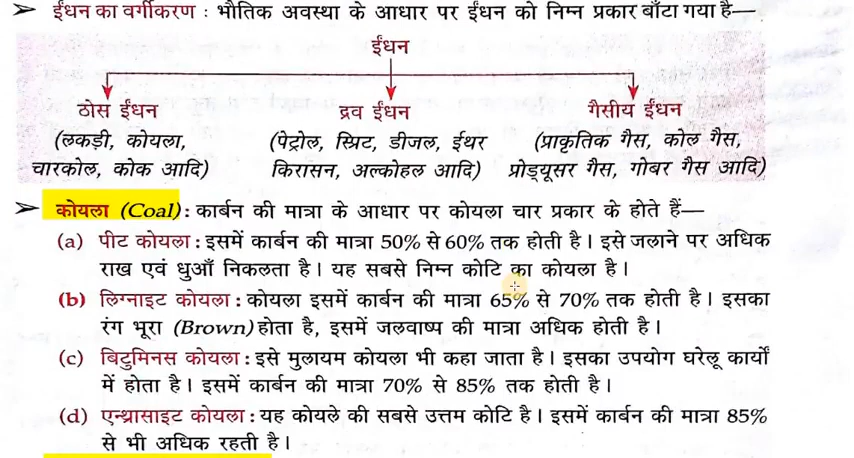 ➤ ईंधन का वर्गीकरण : भौतिक अवस्था के आधार पर ईंधन को निम्न प्रकार बाँटा गया है—
ईंधन
ठोस ईंधन
(लकड़ी, कोयला,
चारकोल, कोक आदि)
द्रव ईंधन
(पेट्रोल, स्प्रिट, डीजल, ईथर
किरासन, अल्कोहल आदि)
गैसीय ईंधन
(प्राकृतिक गैस, कोल गैस,
प्रोड्यूसर गैस, गोबर गैस आदि)
➤ कोयला (Coal) : कार्बन की मात्रा के आधार पर कोयला चार प्रकार के होते हैं—
(a) पीट कोयला : इसमें कार्बन की मात्रा 50% से 60% तक होती है। इसे जलाने पर अधिक
राख एवं धुआँ निकलता है। यह सबसे निम्न कोटि का कोयला है।
(b) लिग्नाइट कोयला : कोयला इसमें कार्बन की मात्रा 65% से 70% तक होती है। इसका
रंग भूरा (Brown) होता है, इसमें जलवाष्प की मात्रा अधिक होती है।
(c) बिटुमिनस कोयला : इसे मुलायम कोयला भी कहा जाता है। इसका उपयोग घरेलू कार्यों
में होता है। इसमें कार्बन की मात्रा 70% से 85% तक होती है।
(d) एन्थ्रासाइट कोयला : यह कोयले की सबसे उत्तम कोटि है। इसमें कार्बन की मात्रा 85%
से भी अधिक रहती है।